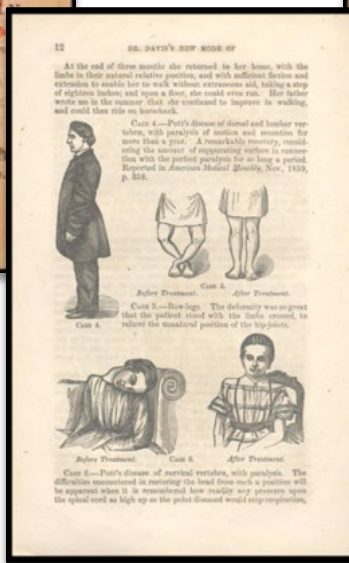 12 DR. DAVIS'S NEW MODE OF
At the end of three months she returned to her home, with the
limbs in their natural relative position, and with sufficient flexion and
extension to enable her to walk without extraneous aid, taking a step
of eighteen inches; and upon a floor, she could even run. Her father
wrote me in the summer that she continued to improve in walking,
and could then ride on horseback.
CASE 4.—Pott's disease of dorsal and lumbar ver-
tebræ, with paralysis of motion and sensation for
more than a year. A remarkable recovery, consid-
ering the amount of suppurating surface in connec-
tion with the perfect paralysis for so long a period.
Reported in American Medical Monthly, Nov., 1859,
p. 358.
CASE 5.
Before Treatment. After Treatment.
CASE 5.—Bow-legs. The deformity was so great
that the patient stood with the limbs crossed, to
relieve the unnatural position of the hip-joints.
CASE 4.
Before Treatment. CASE 6. After Treatment.
CASE 6.—Pott's disease of cervical vertebræ, with paralysis. The
difficulties encountered in restoring the head from such a position will
be apparent when it is remembered how readily any pressure upon
the spinal cord as high up as the point diseased would stop respiration,